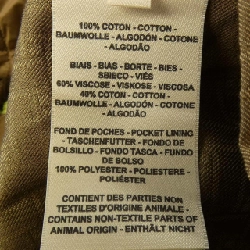 100% COTON - COTTON -
BAUMWOLLE - ALGODON - COTONE
- ALGODÃO
BIAIS - BIAS - BORTE - BIES -
SBIECO - VIÉS
60% VISCOSE - VISKOSE - VISCOSA
40% COTON - COTTON -
BAUMWOLLE - ALGODON - COTONE
- ALGODÃO
FOND DE POCHES - POCKET LINING
- TASCHENFUTTER - FONDO DE
BOLSILLO - FONDO TASCA - FUNDO
DE BOLSO
100% POLYESTER - POLIESTERE -
POLIÉSTER
CONTIENT DES PARTIES NON
TEXTILES D'ORIGINE ANIMALE -
CONTAINS NON-TEXTILE PARTS OF
ANIMAL ORIGIN - ENTHÄLT NICHT